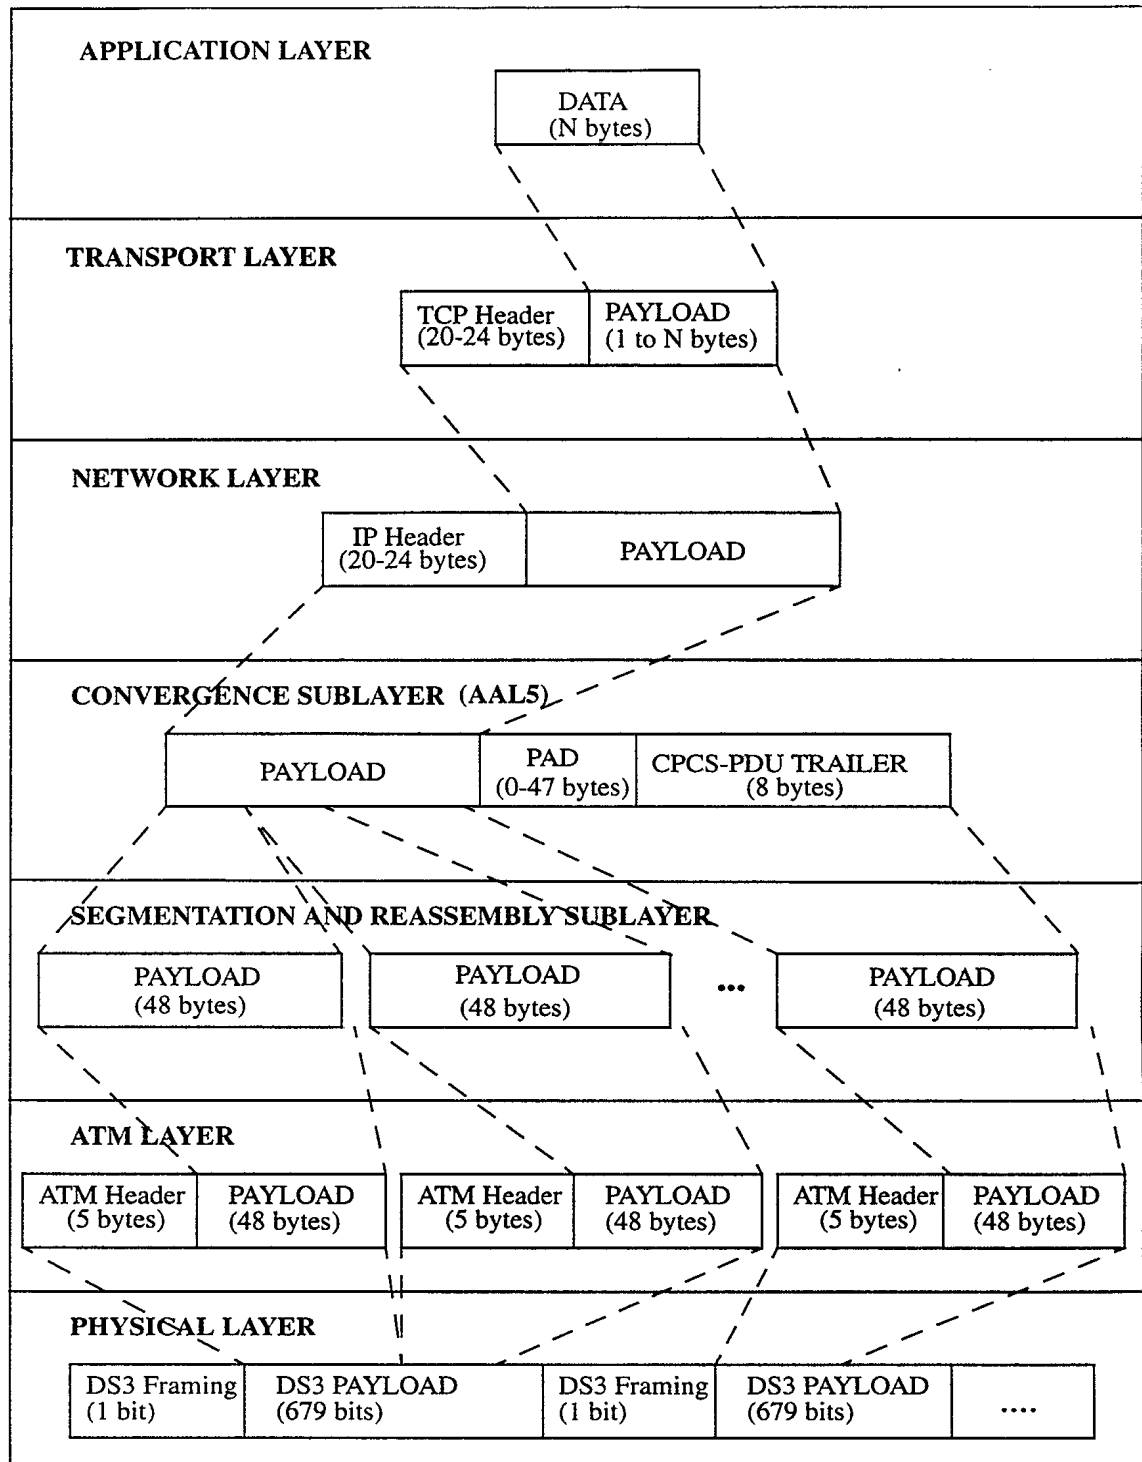 APPLICATION LAYER
DATA
(N bytes)
TRANSPORT LAYER
TCP Header
(20-24 bytes)
PAYLOAD
(1 to N bytes)
NETWORK LAYER
IP Header
(20-24 bytes)
PAYLOAD
CONVERGENCE SUBLAYER (AAL5)
PAYLOAD
PAD
(0-47 bytes)
CPCS-PDU TRAILER
(8 bytes)
SEGMENTATION AND REASSEMBLY SUBLAYER
PAYLOAD
(48 bytes)
PAYLOAD
(48 bytes)
...
PAYLOAD
(48 bytes)
ATM LAYER
ATM Header
(5 bytes)
PAYLOAD
(48 bytes)
ATM Header
(5 bytes)
PAYLOAD
(48 bytes)
ATM Header
(5 bytes)
PAYLOAD
(48 bytes)
PHYSICAL LAYER
DS3 Framing
(1 bit)
DS3 PAYLOAD
(679 bits)
DS3 Framing
(1 bit)
DS3 PAYLOAD
(679 bits)
....